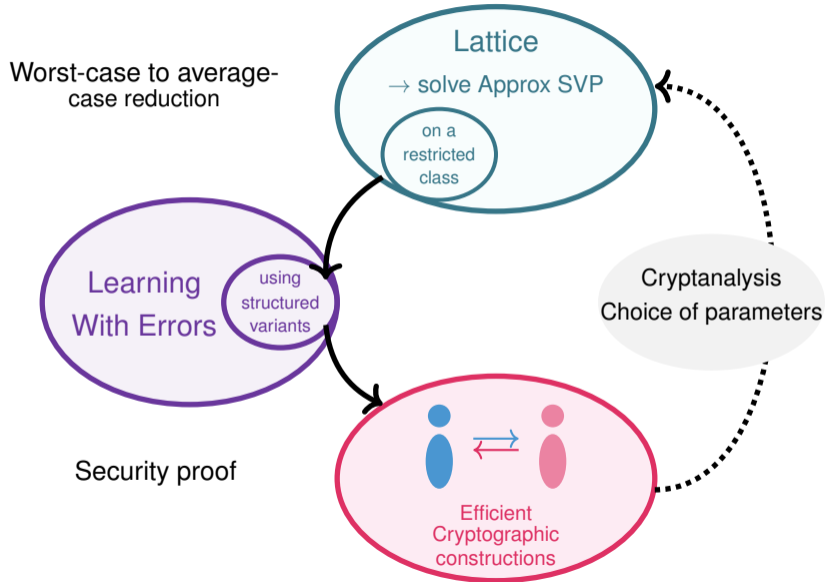 Lattice
→ solve Approx SVP
on a
restricted
class
Worst-case to average-
case reduction
Learning
With Errors
using
structured
variants
Cryptanalysis
Choice of parameters
Security proof
Efficient
Cryptographic
constructions